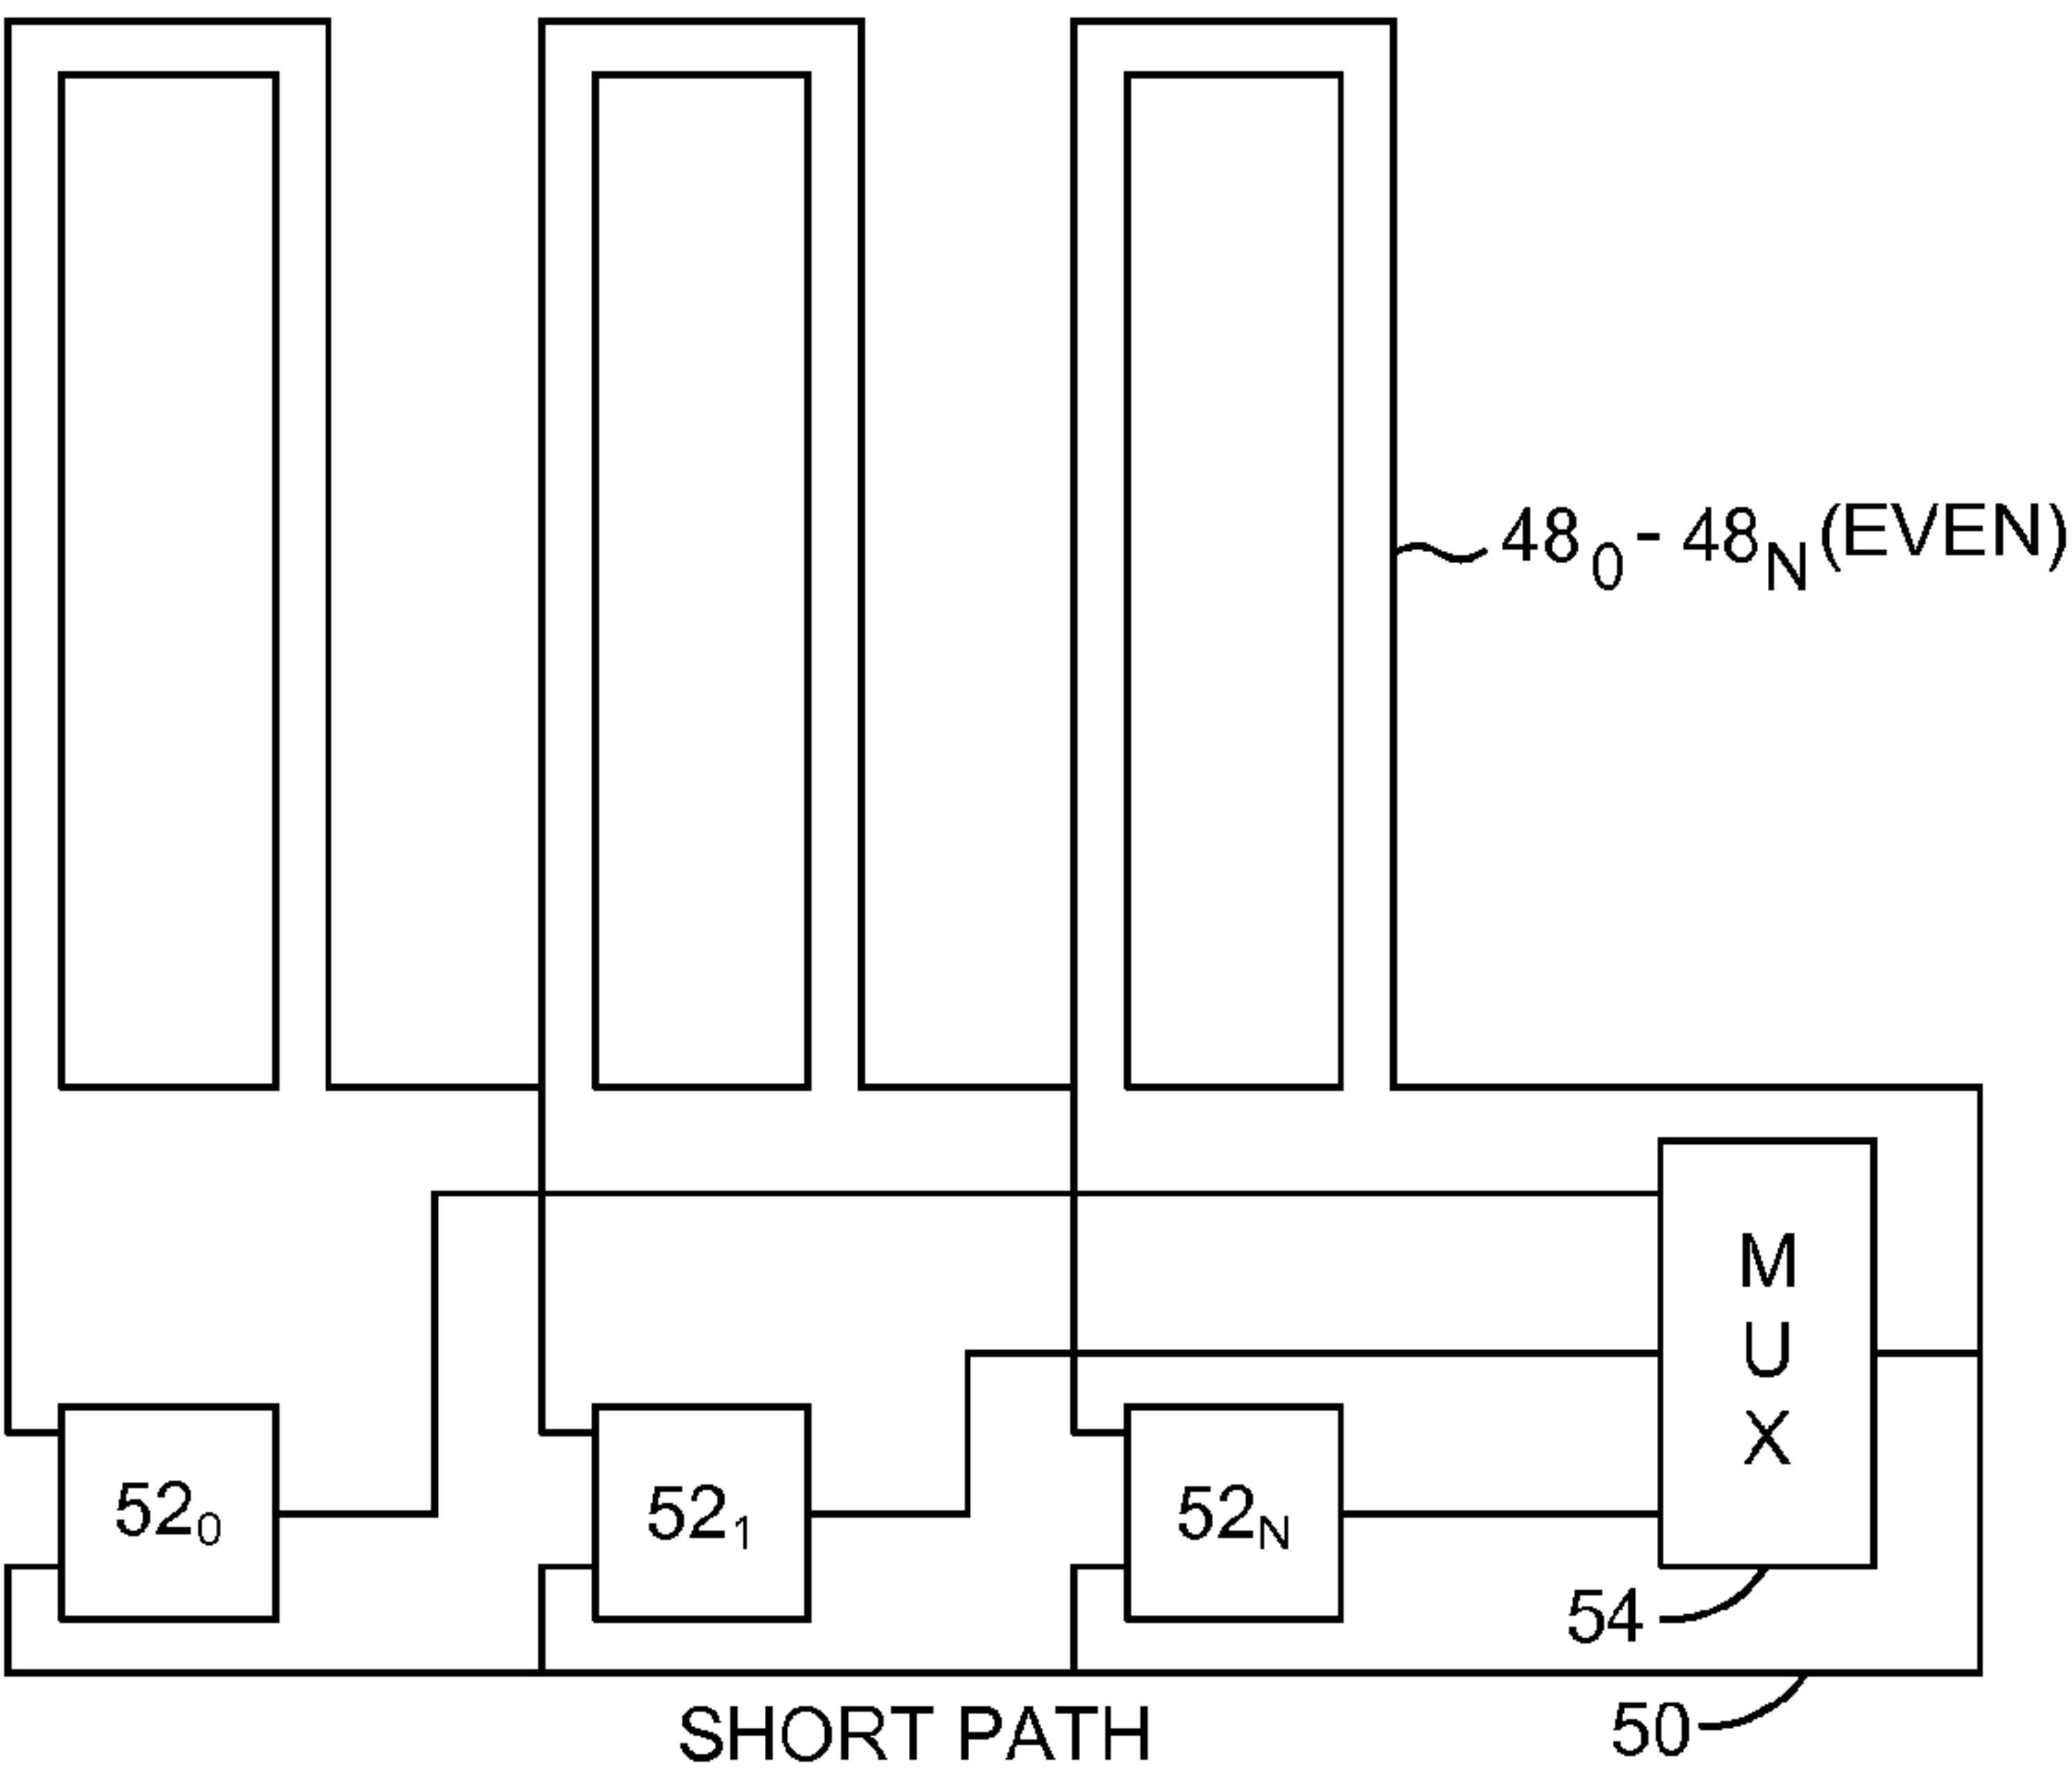 48₀ - 48ₙ (EVEN)
M
U
X
52₀
52₁
52ₙ
54
SHORT PATH
50